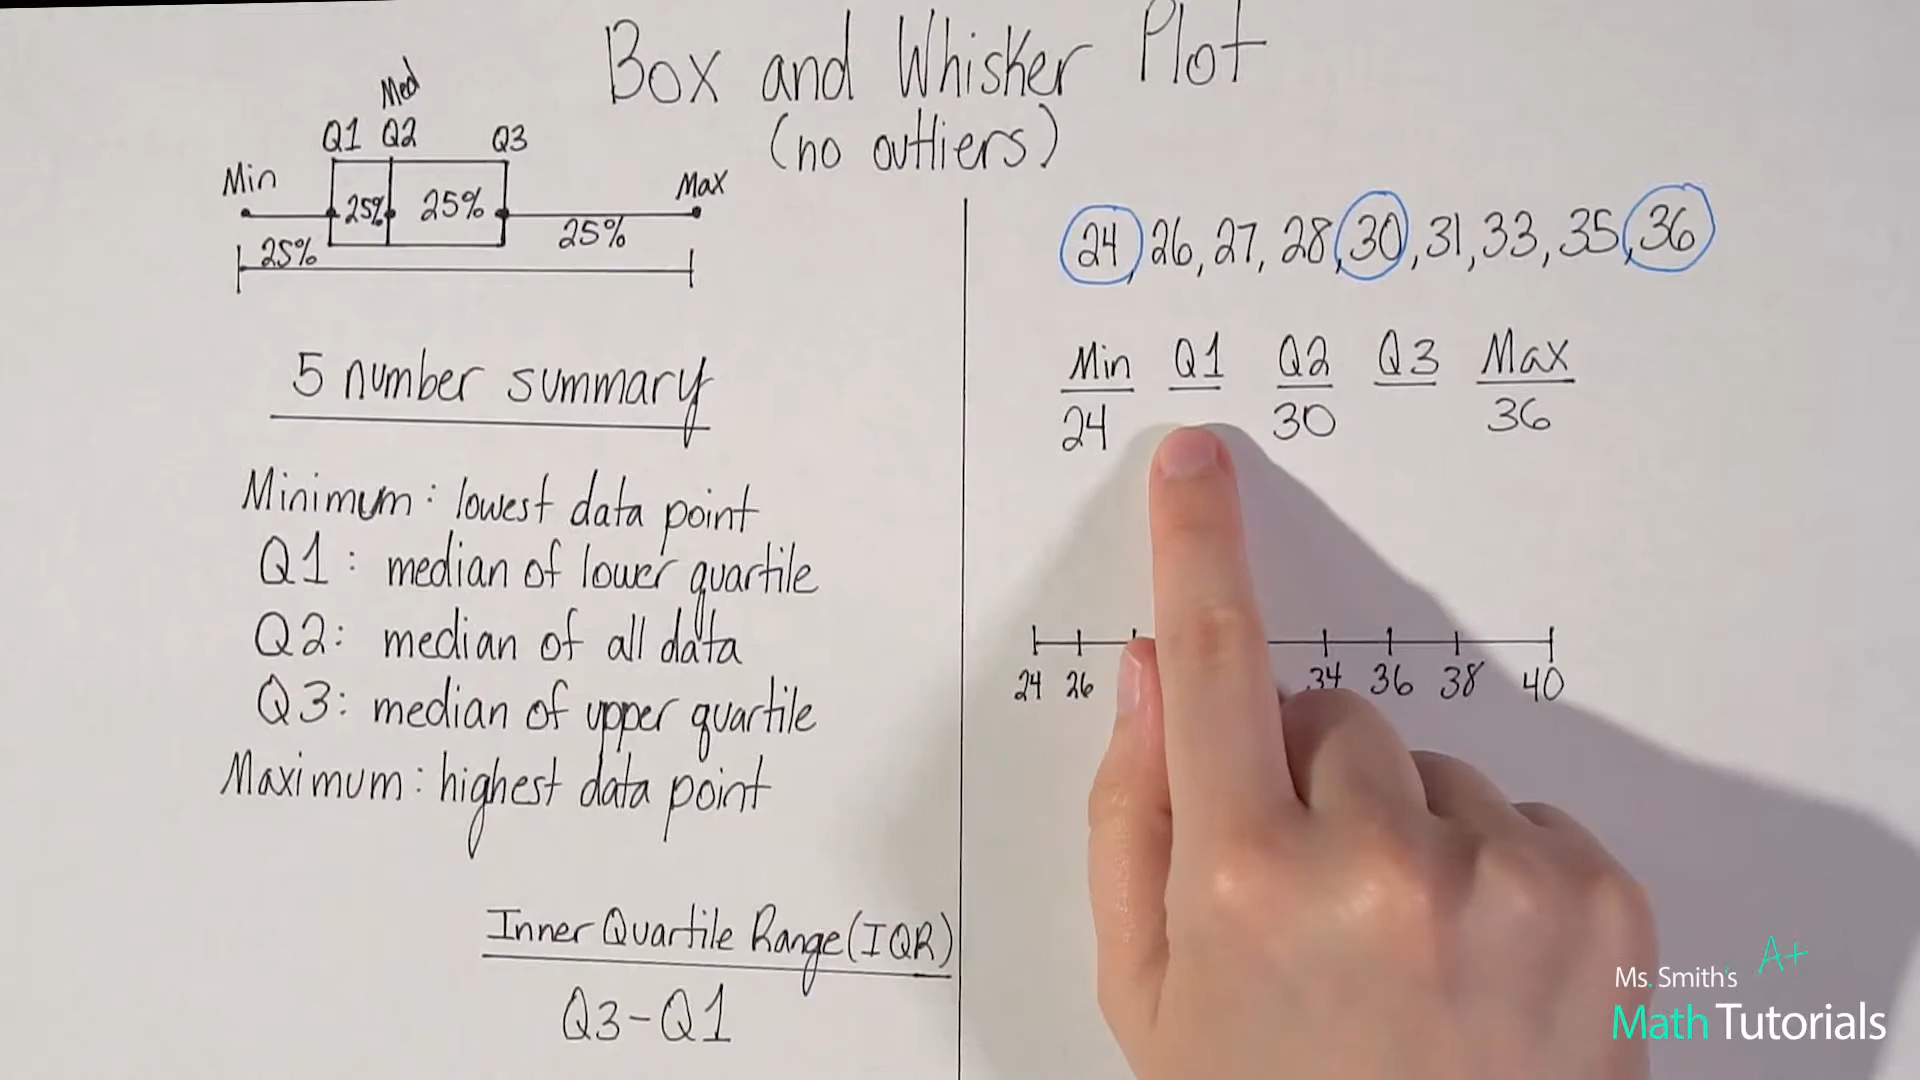 Box and Whisker Plot
(no outliers)
Med
Q1 Q2 Q3
Min
Max
25% 25%
25%
25%
5 number summary
Minimum: lowest data point
Q1: median of lower quartile
Q2: median of all data
Q3: median of upper quartile
Maximum: highest data point
Inner Quartile Range (IQR)
Q3-Q1
24, 26, 27, 28, 30, 31, 33, 35, 36
Min Q1 Q2 Q3 Max
24 30 36
24 26 34 36 38 40
A+
Ms. Smith's
Math Tutorials